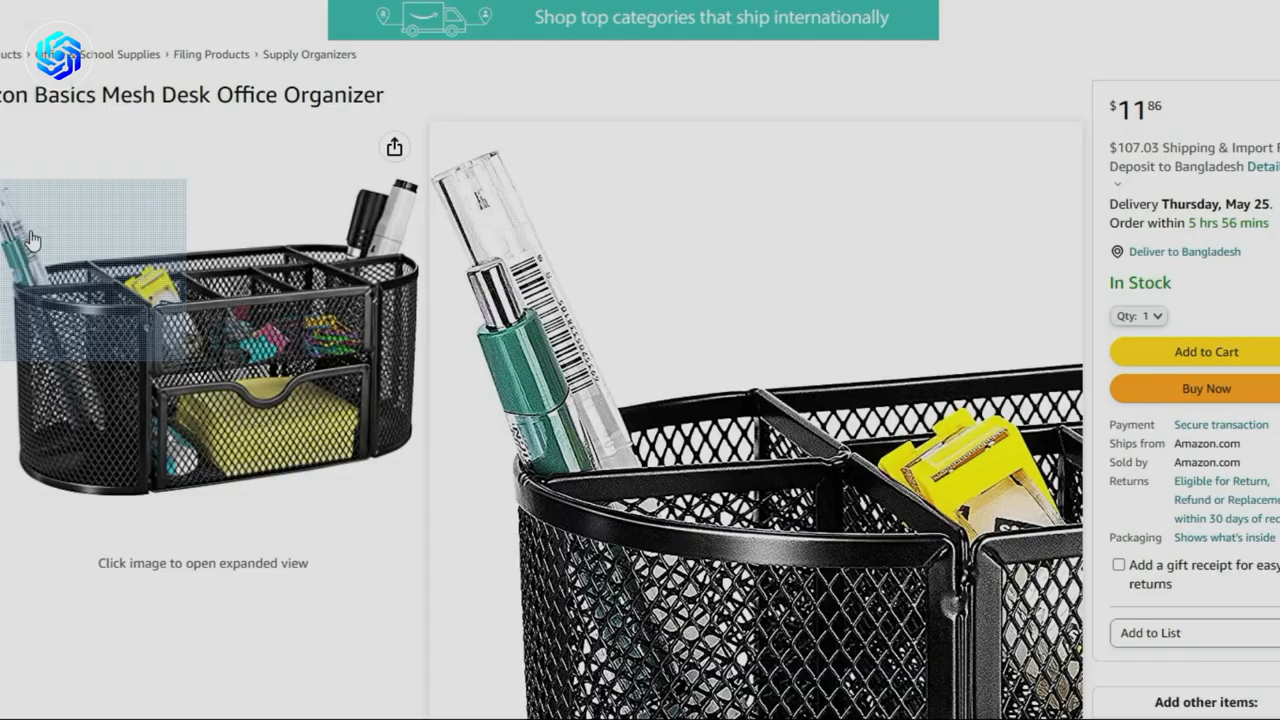 Shop top categories that ship internationally
ucts › Office & School Supplies › Filing Products › Supply Organizers
zon Basics Mesh Desk Office Organizer
Click image to open expanded view
$11 86
$107.03 Shipping & Import F
Deposit to Bangladesh Detai
Delivery Thursday, May 25.
Order within 5 hrs 56 mins
Deliver to Bangladesh
In Stock
Qty: 1
Add to Cart
Buy Now
Payment Secure transaction
Ships from Amazon.com
Sold by Amazon.com
Returns Eligible for Return,
Refund or Replaceme
within 30 days of rec
Packaging Shows what's inside
Add a gift receipt for easy
returns
Add to List
Add other items: